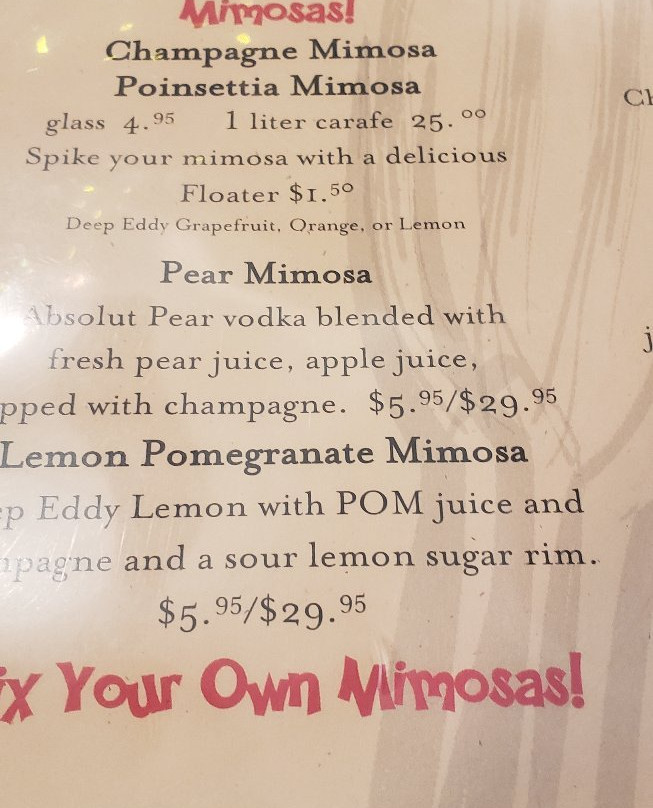 Mimosas!
Champagne Mimosa
Poinsettia Mimosa
glass 4.95 1 liter carafe 25.00
Spike your mimosa with a delicious
Floater $1.50
Deep Eddy Grapefruit, Orange, or Lemon
Pear Mimosa
Absolut Pear vodka blended with
fresh pear juice, apple juice,
pped with champagne. $5.95/$29.95
Lemon Pomegranate Mimosa
ep Eddy Lemon with POM juice and
mpagne and a sour lemon sugar rim.
$5.95/$29.95
ix Your Own Mimosas!